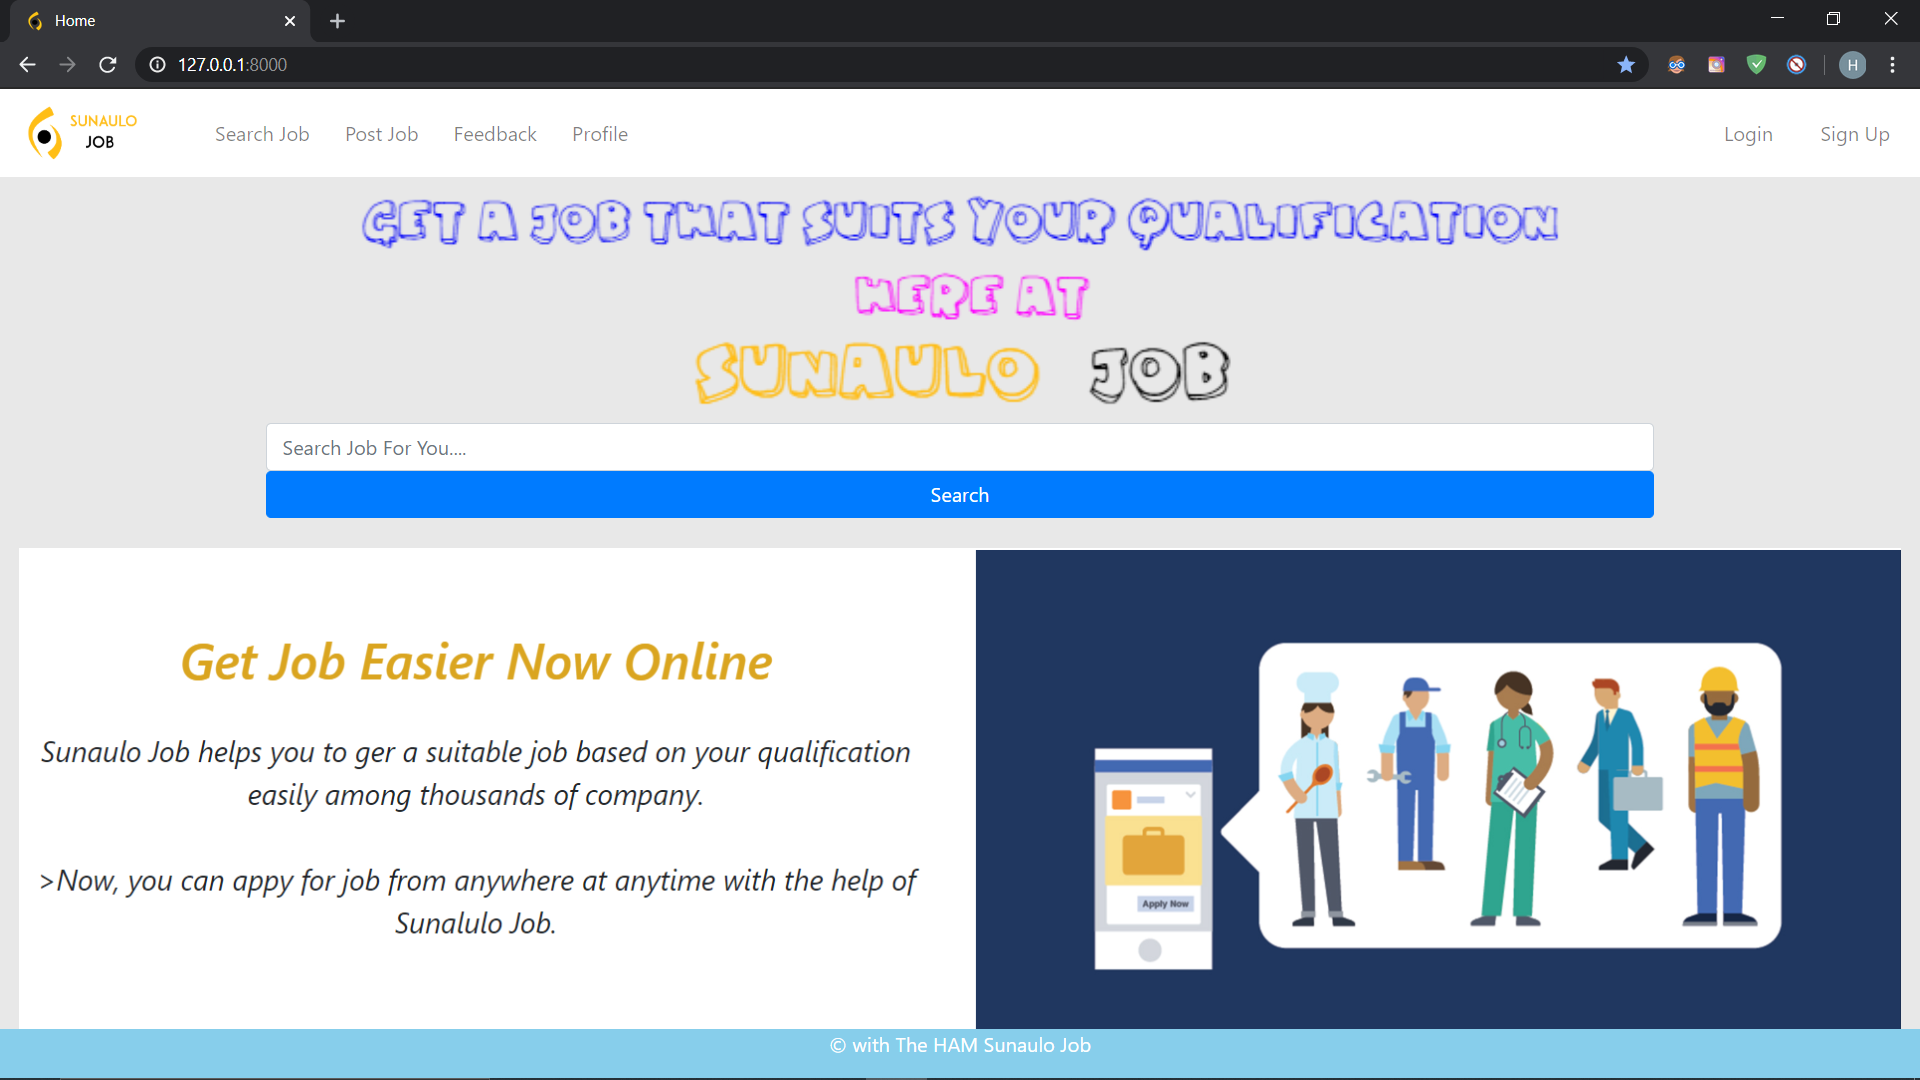 Home
127.0.0.1:8000
H
SUNAULO
JOB
Search Job Post Job Feedback Profile Login Sign Up
GET A JOB THAT SUITS YOUR QUALIFICATION
HERE AT
SUNAULO JOB
Search Job For You....
Search
Get Job Easier Now Online
Sunaulo Job helps you to ger a suitable job based on your qualification
easily among thousands of company.
>Now, you can appy for job from anywhere at anytime with the help of
Sunalulo Job.
Apply Now
© with The HAM Sunaulo Job